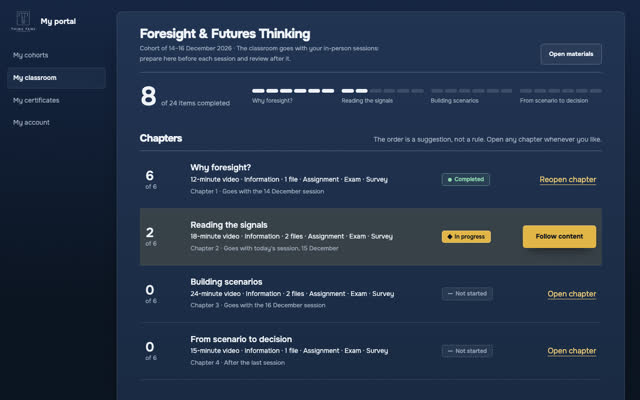 THINK FENG
My portal
My cohorts
My classroom
My certificates
My account
Foresight & Futures Thinking
Cohort of 14–16 December 2026 · The classroom goes with your in-person sessions:
prepare here before each session and review after it.
Open materials
8 of 24 items completed
Why foresight?
Reading the signals
Building scenarios
From scenario to decision
Chapters
The order is a suggestion, not a rule. Open any chapter whenever you like.
6
of 6
Why foresight?
12-minute video · Information · 1 file · Assignment · Exam · Survey
Chapter 1 · Goes with the 14 December session
Completed
Reopen chapter
2
of 6
Reading the signals
18-minute video · Information · 2 files · Assignment · Exam · Survey
Chapter 2 · Goes with today's session, 15 December
In progress
Follow content
0
of 6
Building scenarios
24-minute video · Information · 2 files · Assignment · Exam · Survey
Chapter 3 · Goes with the 16 December session
Not started
Open chapter
0
of 6
From scenario to decision
15-minute video · Information · 1 file · Assignment · Exam · Survey
Chapter 4 · After the last session
Not started
Open chapter